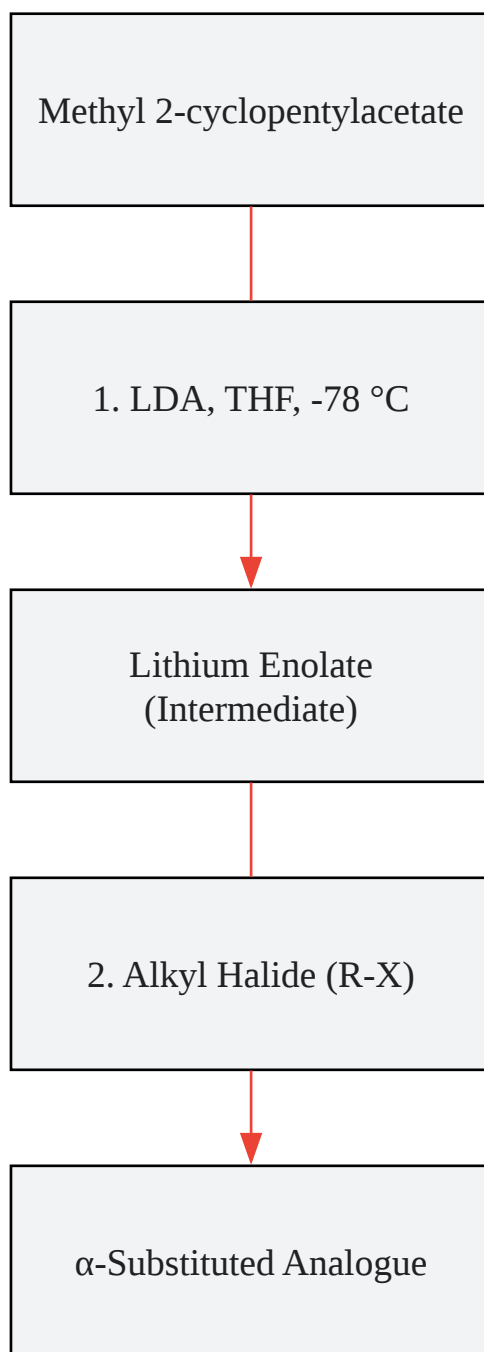 Methyl 2-cyclopentylacetate
1. LDA, THF, -78 °C
Lithium Enolate
(Intermediate)
2. Alkyl Halide (R-X)
α-Substituted Analogue